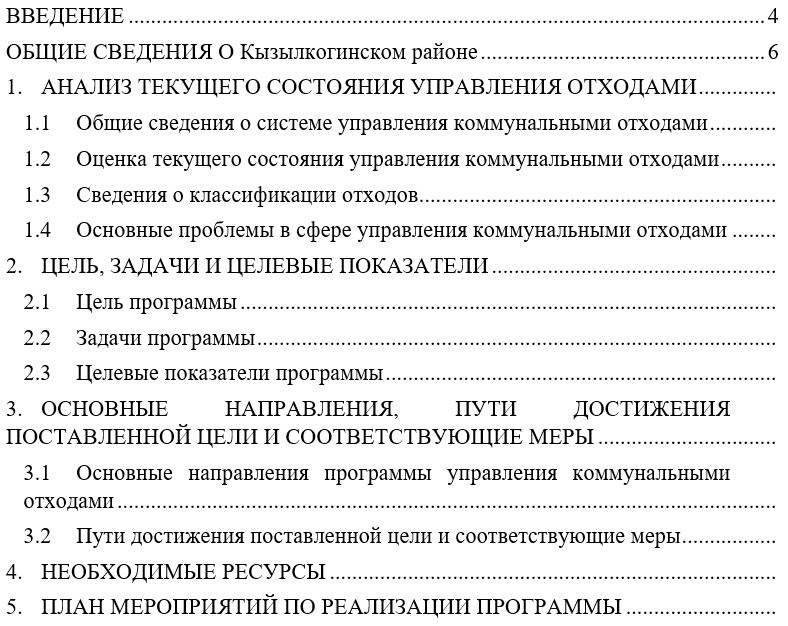 ВВЕДЕНИЕ ........ 4
ОБЩИЕ СВЕДЕНИЯ О Кызылкогинском районе ........ 6
1. АНАЛИЗ ТЕКУЩЕГО СОСТОЯНИЯ УПРАВЛЕНИЯ ОТХОДАМИ ........
1.1 Общие сведения о системе управления коммунальными отходами ........
1.2 Оценка текущего состояния управления коммунальными отходами ........
1.3 Сведения о классификации отходов ........
1.4 Основные проблемы в сфере управления коммунальными отходами ........
2. ЦЕЛЬ, ЗАДАЧИ И ЦЕЛЕВЫЕ ПОКАЗАТЕЛИ ........
2.1 Цель программы ........
2.2 Задачи программы ........
2.3 Целевые показатели программы ........
3. ОСНОВНЫЕ НАПРАВЛЕНИЯ, ПУТИ ДОСТИЖЕНИЯ
ПОСТАВЛЕННОЙ ЦЕЛИ И СООТВЕТСТВУЮЩИЕ МЕРЫ ........
3.1 Основные направления программы управления коммунальными
отходами ........
3.2 Пути достижения поставленной цели и соответствующие меры ........
4. НЕОБХОДИМЫЕ РЕСУРСЫ ........
5. ПЛАН МЕРОПРИЯТИЙ ПО РЕАЛИЗАЦИИ ПРОГРАММЫ ........